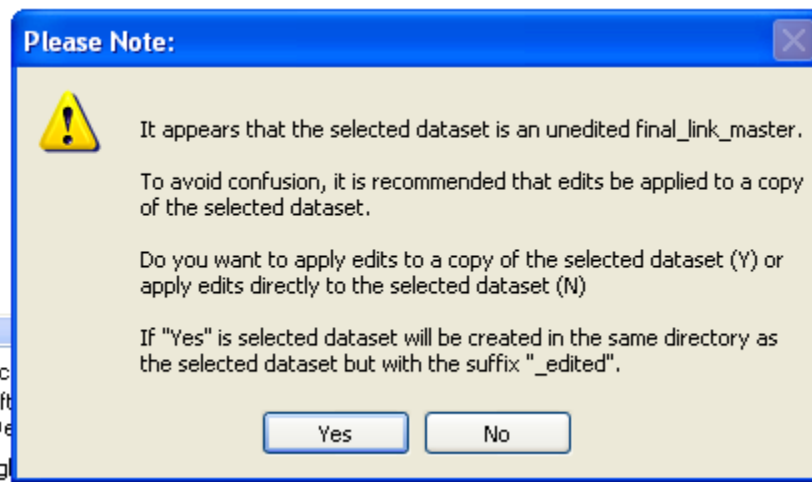 Please Note:
It appears that the selected dataset is an unedited final_link_master.
To avoid confusion, it is recommended that edits be applied to a copy
of the selected dataset.
Do you want to apply edits to a copy of the selected dataset (Y) or
apply edits directly to the selected dataset (N)
If "Yes" is selected dataset will be created in the same directory as
the selected dataset but with the suffix "_edited".
Yes No